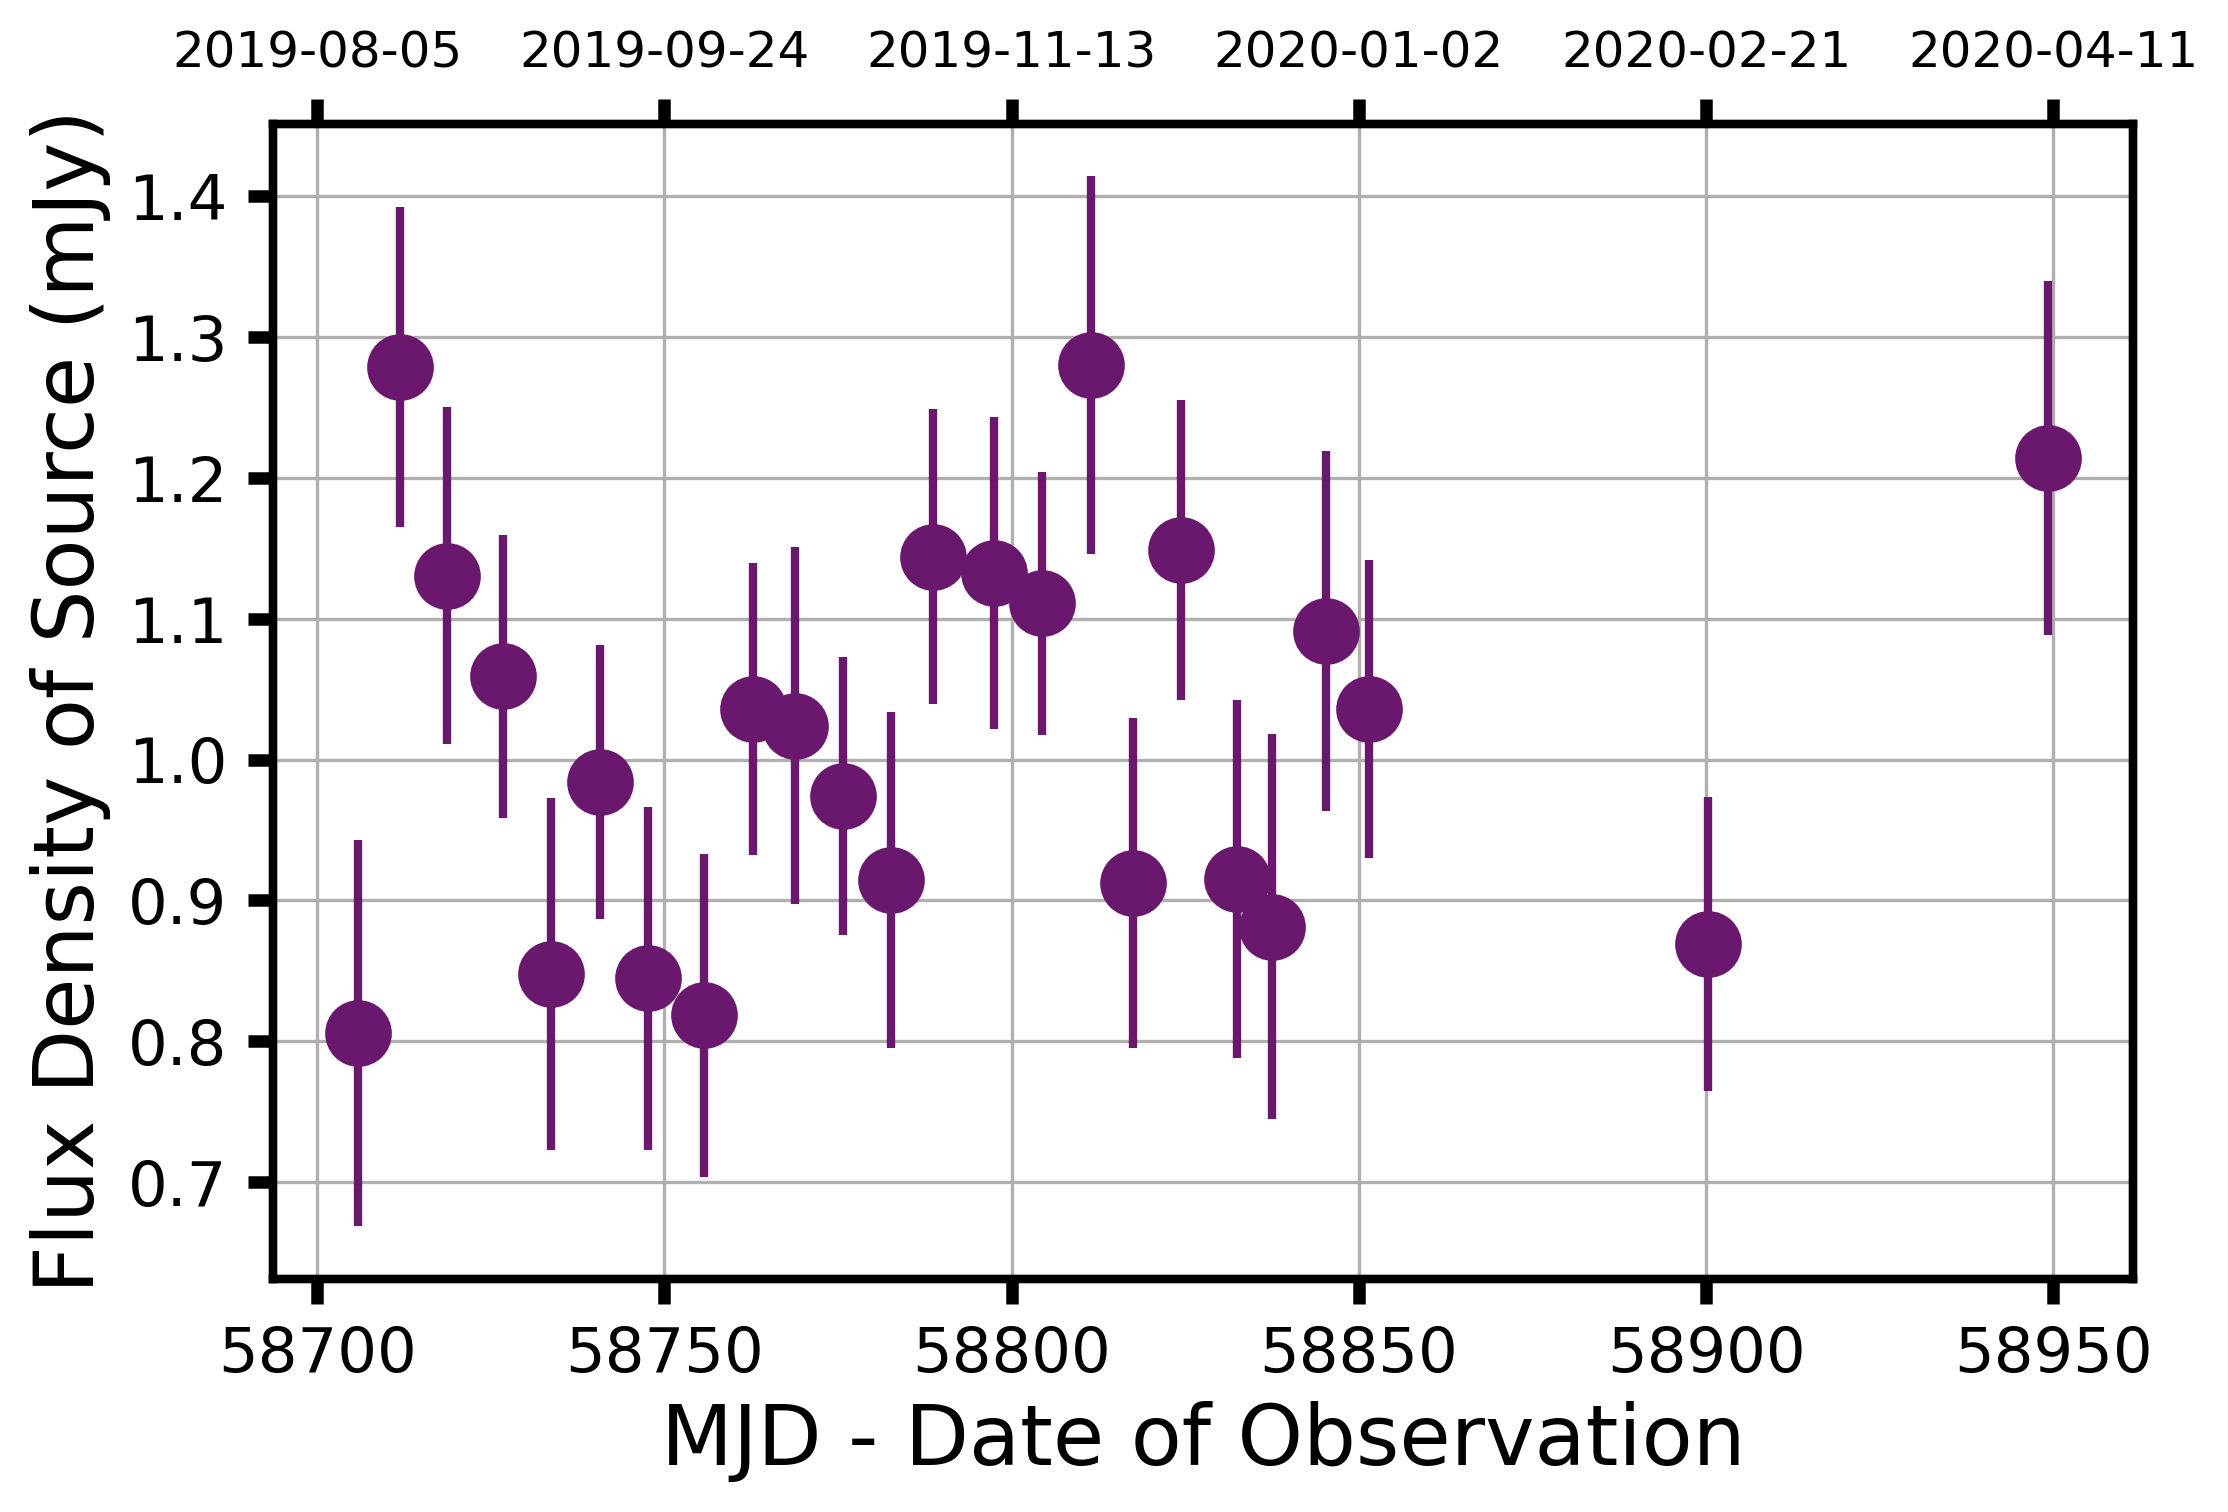 2019-08-05 2019-09-24 2019-11-13 2020-01-02 2020-02-21 2020-04-11
Flux Density of Source (mJy)
1.4
1.3
1.2
1.1
1.0
0.9
0.8
0.7
58700 58750 58800 58850 58900 58950
MJD - Date of Observation